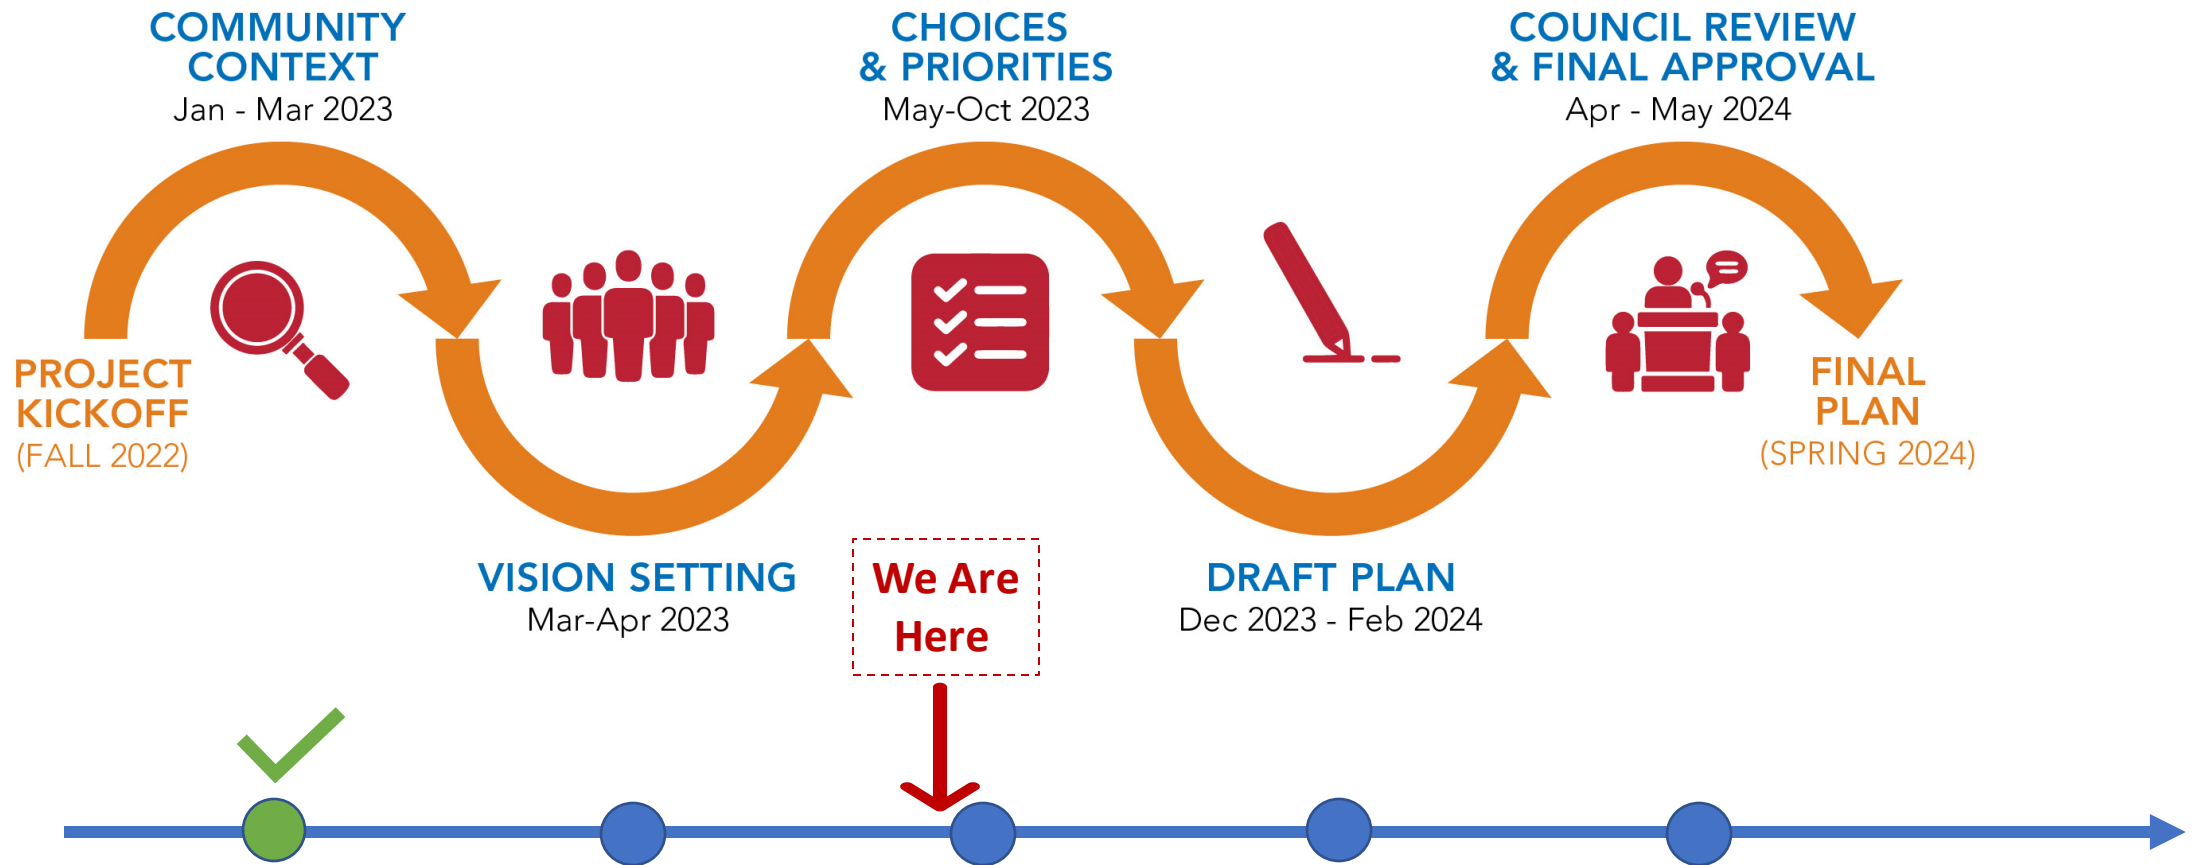 COMMUNITY
CONTEXT
Jan - Mar 2023
CHOICES
& PRIORITIES
May-Oct 2023
COUNCIL REVIEW
& FINAL APPROVAL
Apr - May 2024
PROJECT
KICKOFF
(FALL 2022)
FINAL
PLAN
(SPRING 2024)
VISION SETTING
Mar-Apr 2023
We Are
Here
DRAFT PLAN
Dec 2023 - Feb 2024